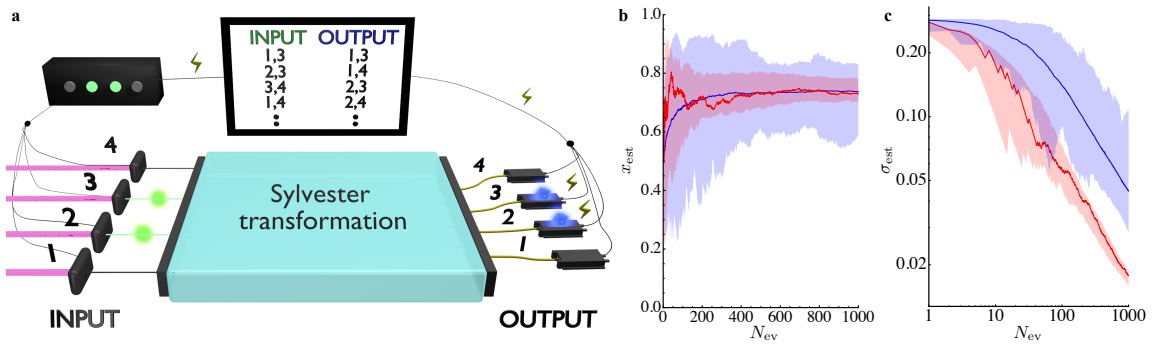 a
INPUT OUTPUT
1,3 1,3
2,3 1,4
3,4 2,3
1,4 2,4
4
3
2
1
Sylvester
transformation
4
3
2
1
INPUT
OUTPUT
b
x_est
1.0
0.8
0.6
0.4
0.2
0.0
0 200 400 600 800 1000
N_ev
c
σ_est
0.20
0.10
0.05
0.02
1 10 100 1000
N_ev